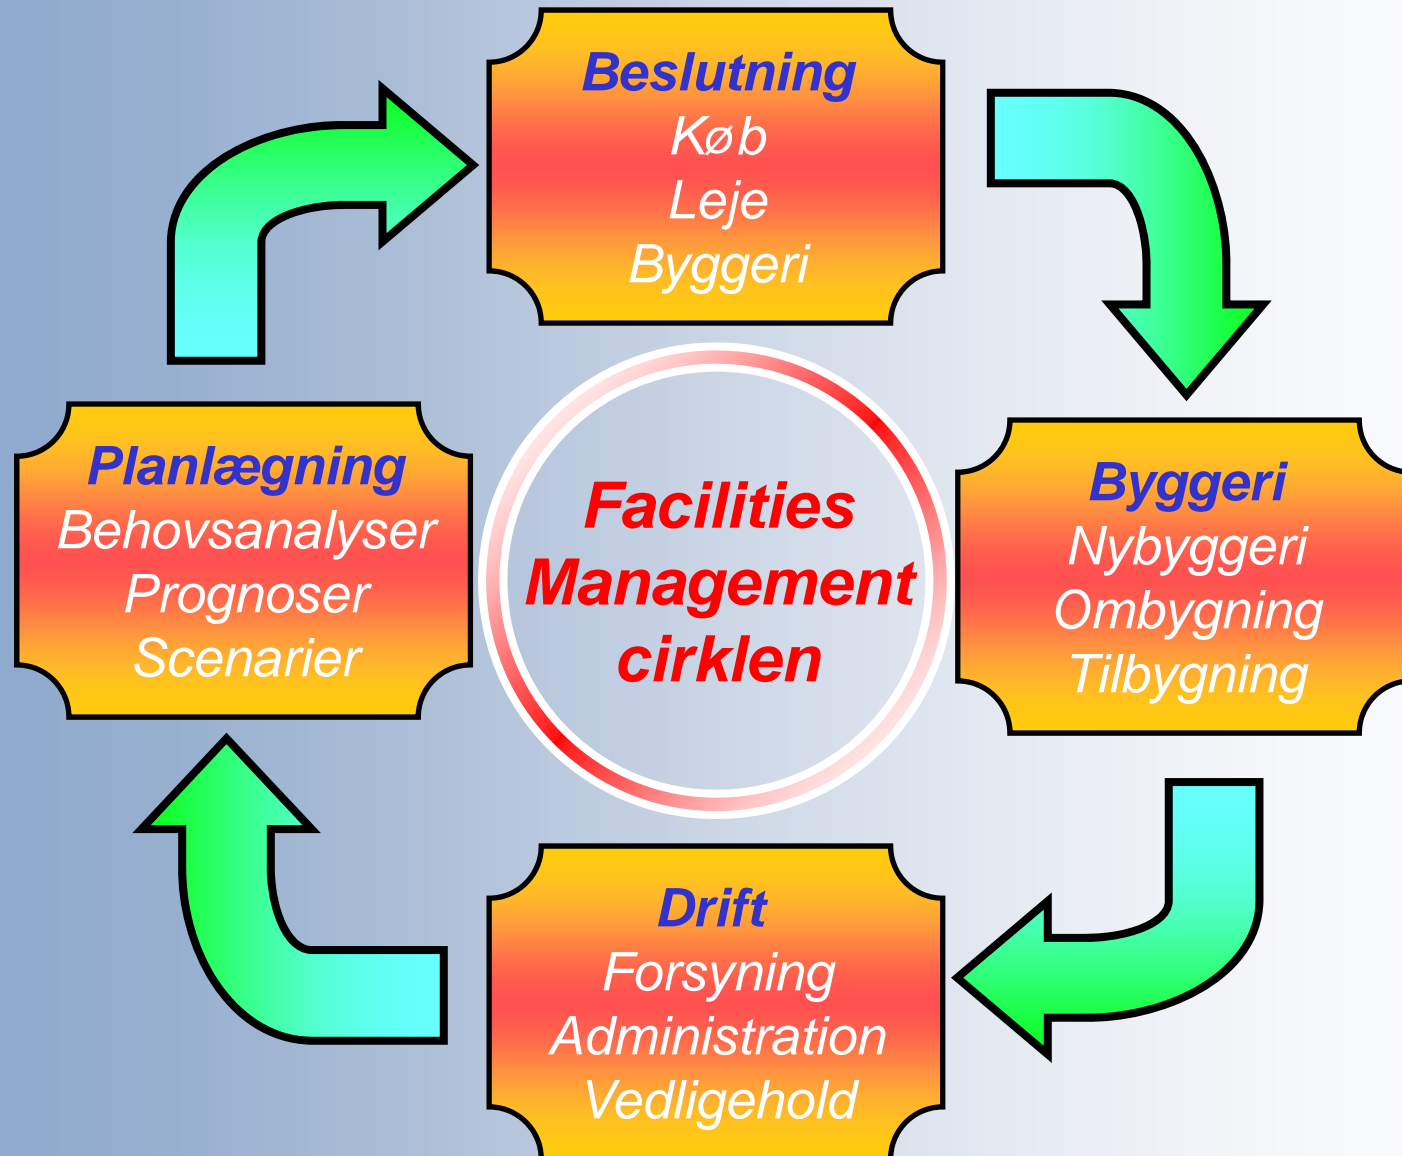 Beslutning
Køb
Leje
Byggeri
Planlægning
Behovsanalyser
Prognoser
Scenarier
Facilities
Management
cirklen
Byggeri
Nybyggeri
Ombygning
Tilbygning
Drift
Forsyning
Administration
Vedligehold